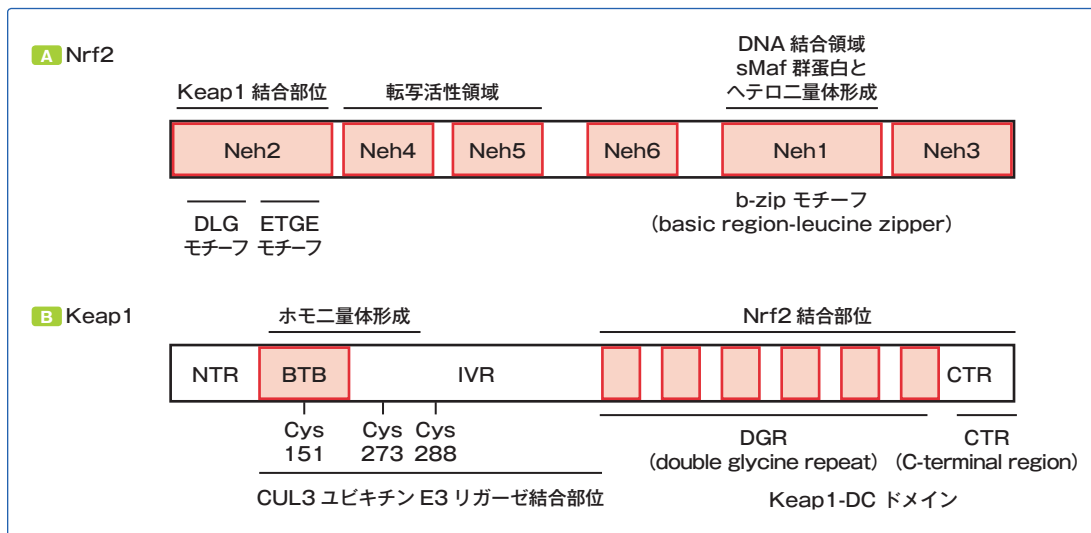 A Nrf2
DNA 結合領域
sMaf 群蛋白と
ヘテロ二量体形成
Keap1 結合部位
転写活性領域
Neh2 Neh4 Neh5 Neh6 Neh1 Neh3
DLG
モチーフ
ETGE
モチーフ
b-zip モチーフ
(basic region-leucine zipper)
B Keap1
ホモ二量体形成
Nrf2 結合部位
NTR BTB IVR CTR
Cys
151
Cys
273
Cys
288
CUL3 ユビキチン E3 リガーゼ結合部位
DGR
(double glycine repeat)
CTR
(C-terminal region)
Keap1-DC ドメイン